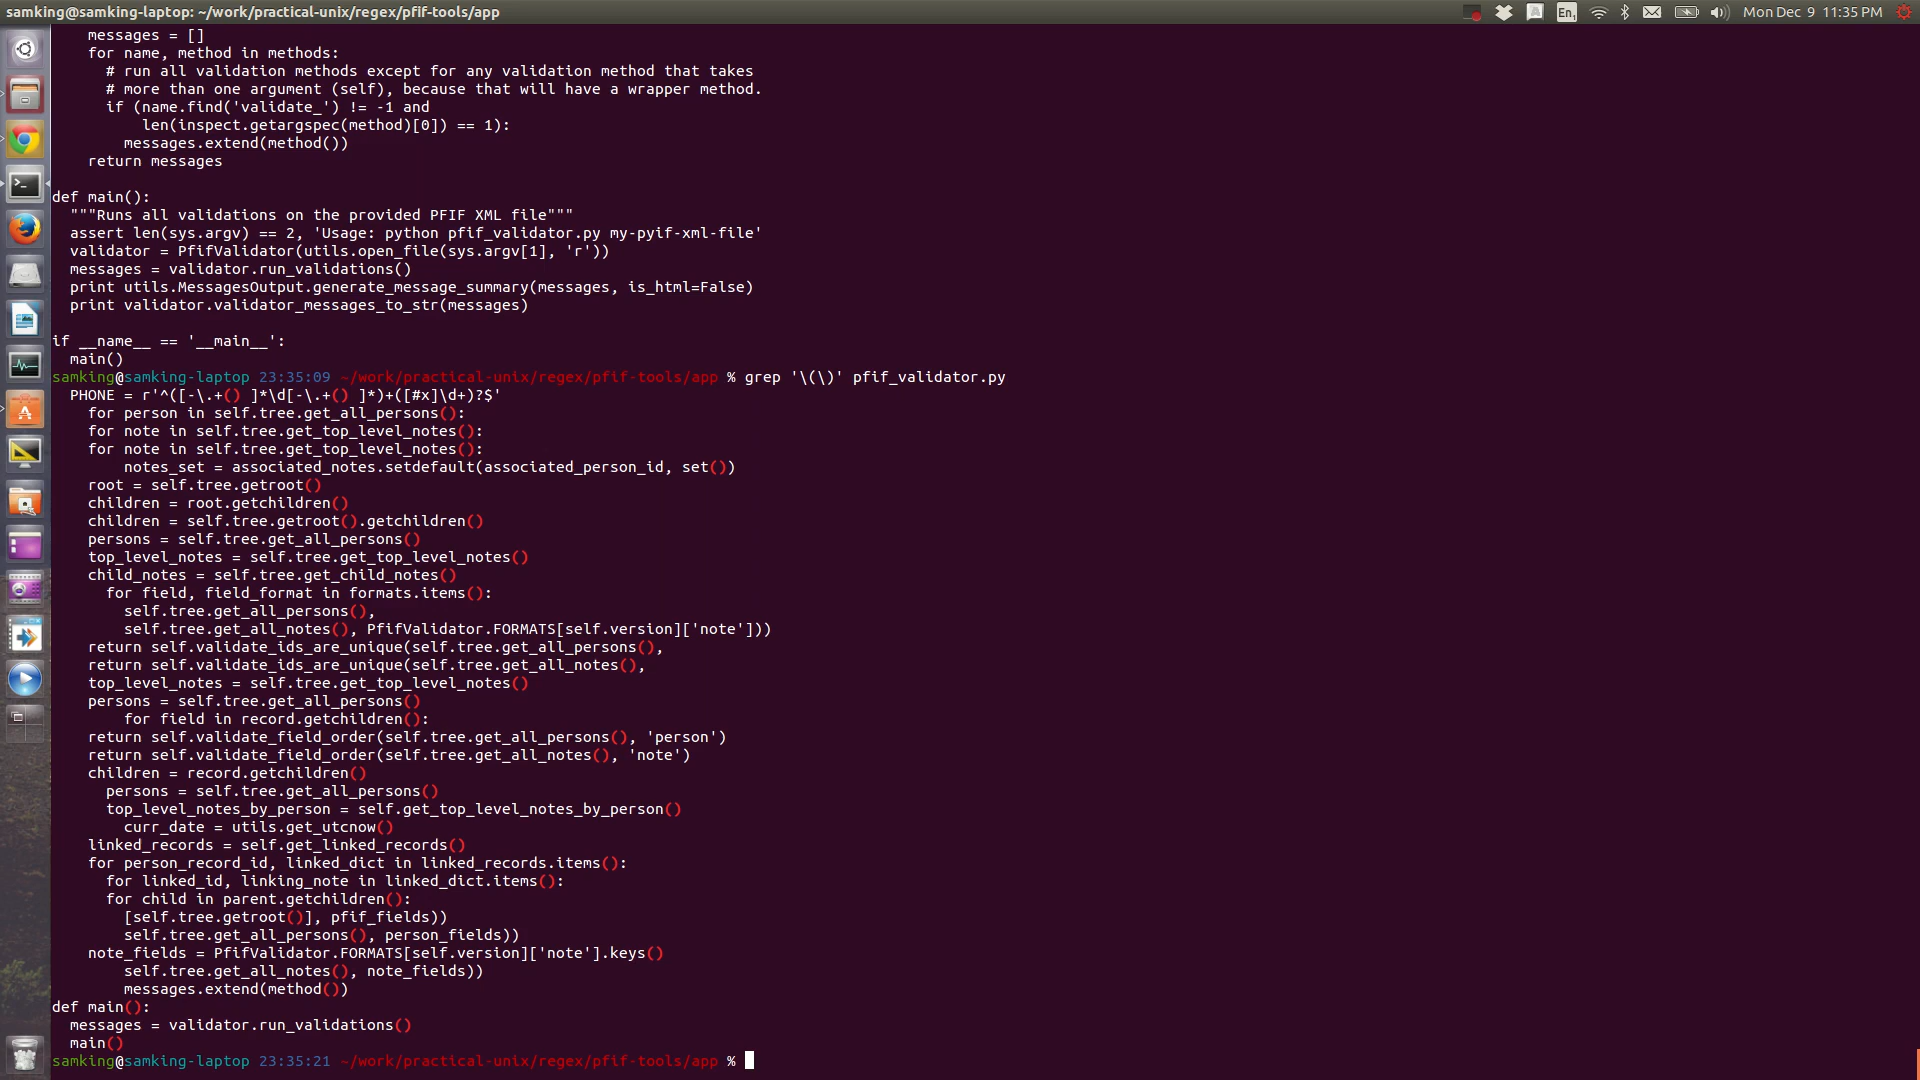 samking@samking-laptop: ~/work/practical-unix/regex/pfif-tools/app
En1
Mon Dec 9 11:35 PM
    messages = []
    for name, method in methods:
      # run all validation methods except for any validation method that takes
      # more than one argument (self), because that will have a wrapper method.
      if (name.find('validate_') != -1 and
          len(inspect.getargspec(method)[0]) == 1):
        messages.extend(method())
    return messages

def main():
  """Runs all validations on the provided PFIF XML file"""
  assert len(sys.argv) == 2, 'Usage: python pfif_validator.py my-pyif-xml-file'
  validator = PfifValidator(utils.open_file(sys.argv[1], 'r'))
  messages = validator.run_validations()
  print utils.MessagesOutput.generate_message_summary(messages, is_html=False)
  print validator.validator_messages_to_str(messages)

if __name__ == '__main__':
  main()
samking@samking-laptop 23:35:09 ~/work/practical-unix/regex/pfif-tools/app % grep '\(\)' pfif_validator.py
  PHONE = r'^([-\.+() ]*\d[-\.+() ]*)+([#x]\d+)?$'
    for person in self.tree.get_all_persons():
    for note in self.tree.get_top_level_notes():
    for note in self.tree.get_top_level_notes():
        notes_set = associated_notes.setdefault(associated_person_id, set())
    root = self.tree.getroot()
    children = root.getchildren()
    children = self.tree.getroot().getchildren()
    persons = self.tree.get_all_persons()
    top_level_notes = self.tree.get_top_level_notes()
    child_notes = self.tree.get_child_notes()
      for field, field_format in formats.items():
        self.tree.get_all_persons(),
        self.tree.get_all_notes(), PfifValidator.FORMATS[self.version]['note']))
    return self.validate_ids_are_unique(self.tree.get_all_persons(),
    return self.validate_ids_are_unique(self.tree.get_all_notes(),
    top_level_notes = self.tree.get_top_level_notes()
    persons = self.tree.get_all_persons()
        for field in record.getchildren():
    return self.validate_field_order(self.tree.get_all_persons(), 'person')
    return self.validate_field_order(self.tree.get_all_notes(), 'note')
    children = record.getchildren()
      persons = self.tree.get_all_persons()
      top_level_notes_by_person = self.get_top_level_notes_by_person()
        curr_date = utils.get_utcnow()
    linked_records = self.get_linked_records()
    for person_record_id, linked_dict in linked_records.items():
      for linked_id, linking_note in linked_dict.items():
      for child in parent.getchildren():
        [self.tree.getroot()], pfif_fields))
        self.tree.get_all_persons(), person_fields))
    note_fields = PfifValidator.FORMATS[self.version]['note'].keys()
        self.tree.get_all_notes(), note_fields))
        messages.extend(method())
def main():
  messages = validator.run_validations()
  main()
samking@samking-laptop 23:35:21 ~/work/practical-unix/regex/pfif-tools/app %